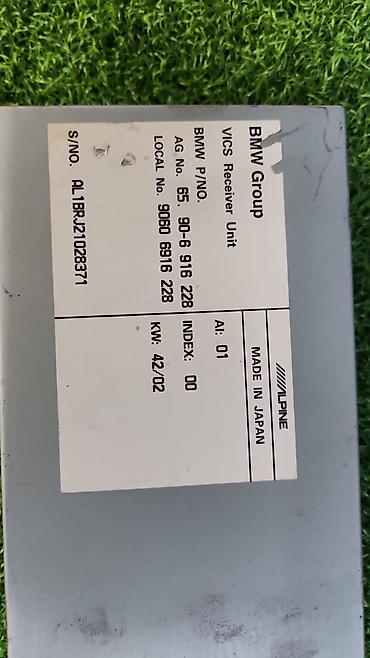 BMW Group
VICS Receiver Unit
BMW P/NO.
AG No. 65. 90-6 916 228
LOCAL No. 9060 6916 228
S/NO. AL1BRJ21028371
ALPINE
MADE IN JAPAN
AI: 01
INDEX: 00
KW: 42/02